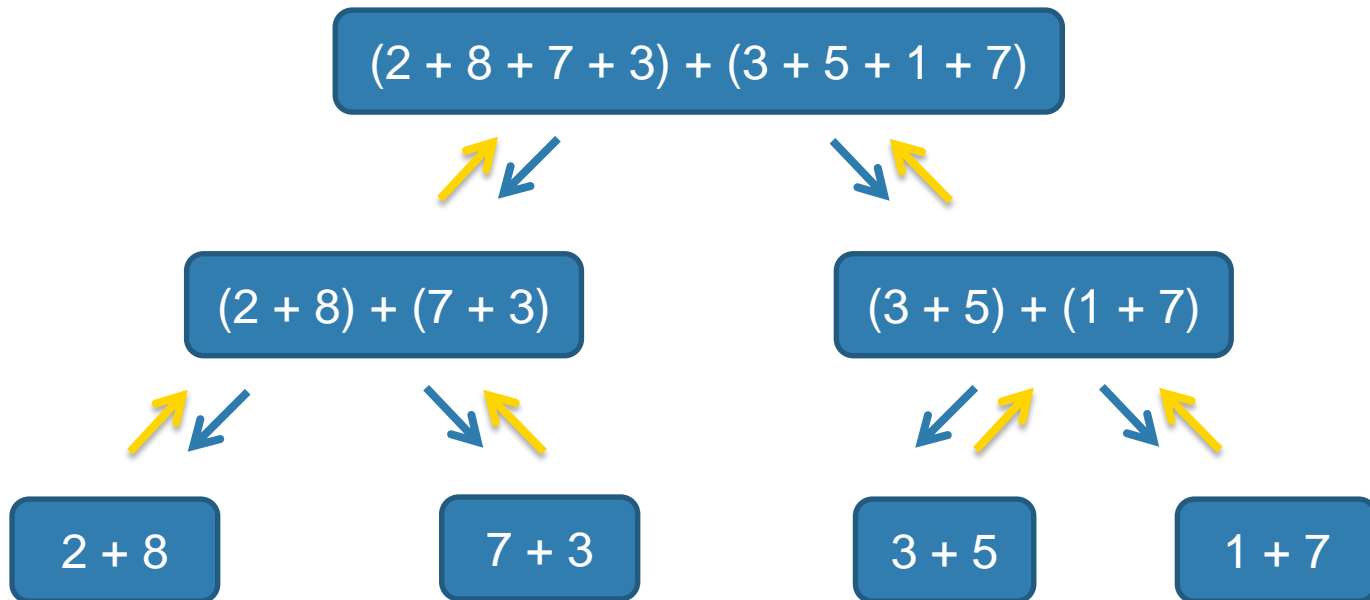 (2 + 8 + 7 + 3) + (3 + 5 + 1 + 7)
(2 + 8) + (7 + 3)
(3 + 5) + (1 + 7)
2 + 8
7 + 3
3 + 5
1 + 7